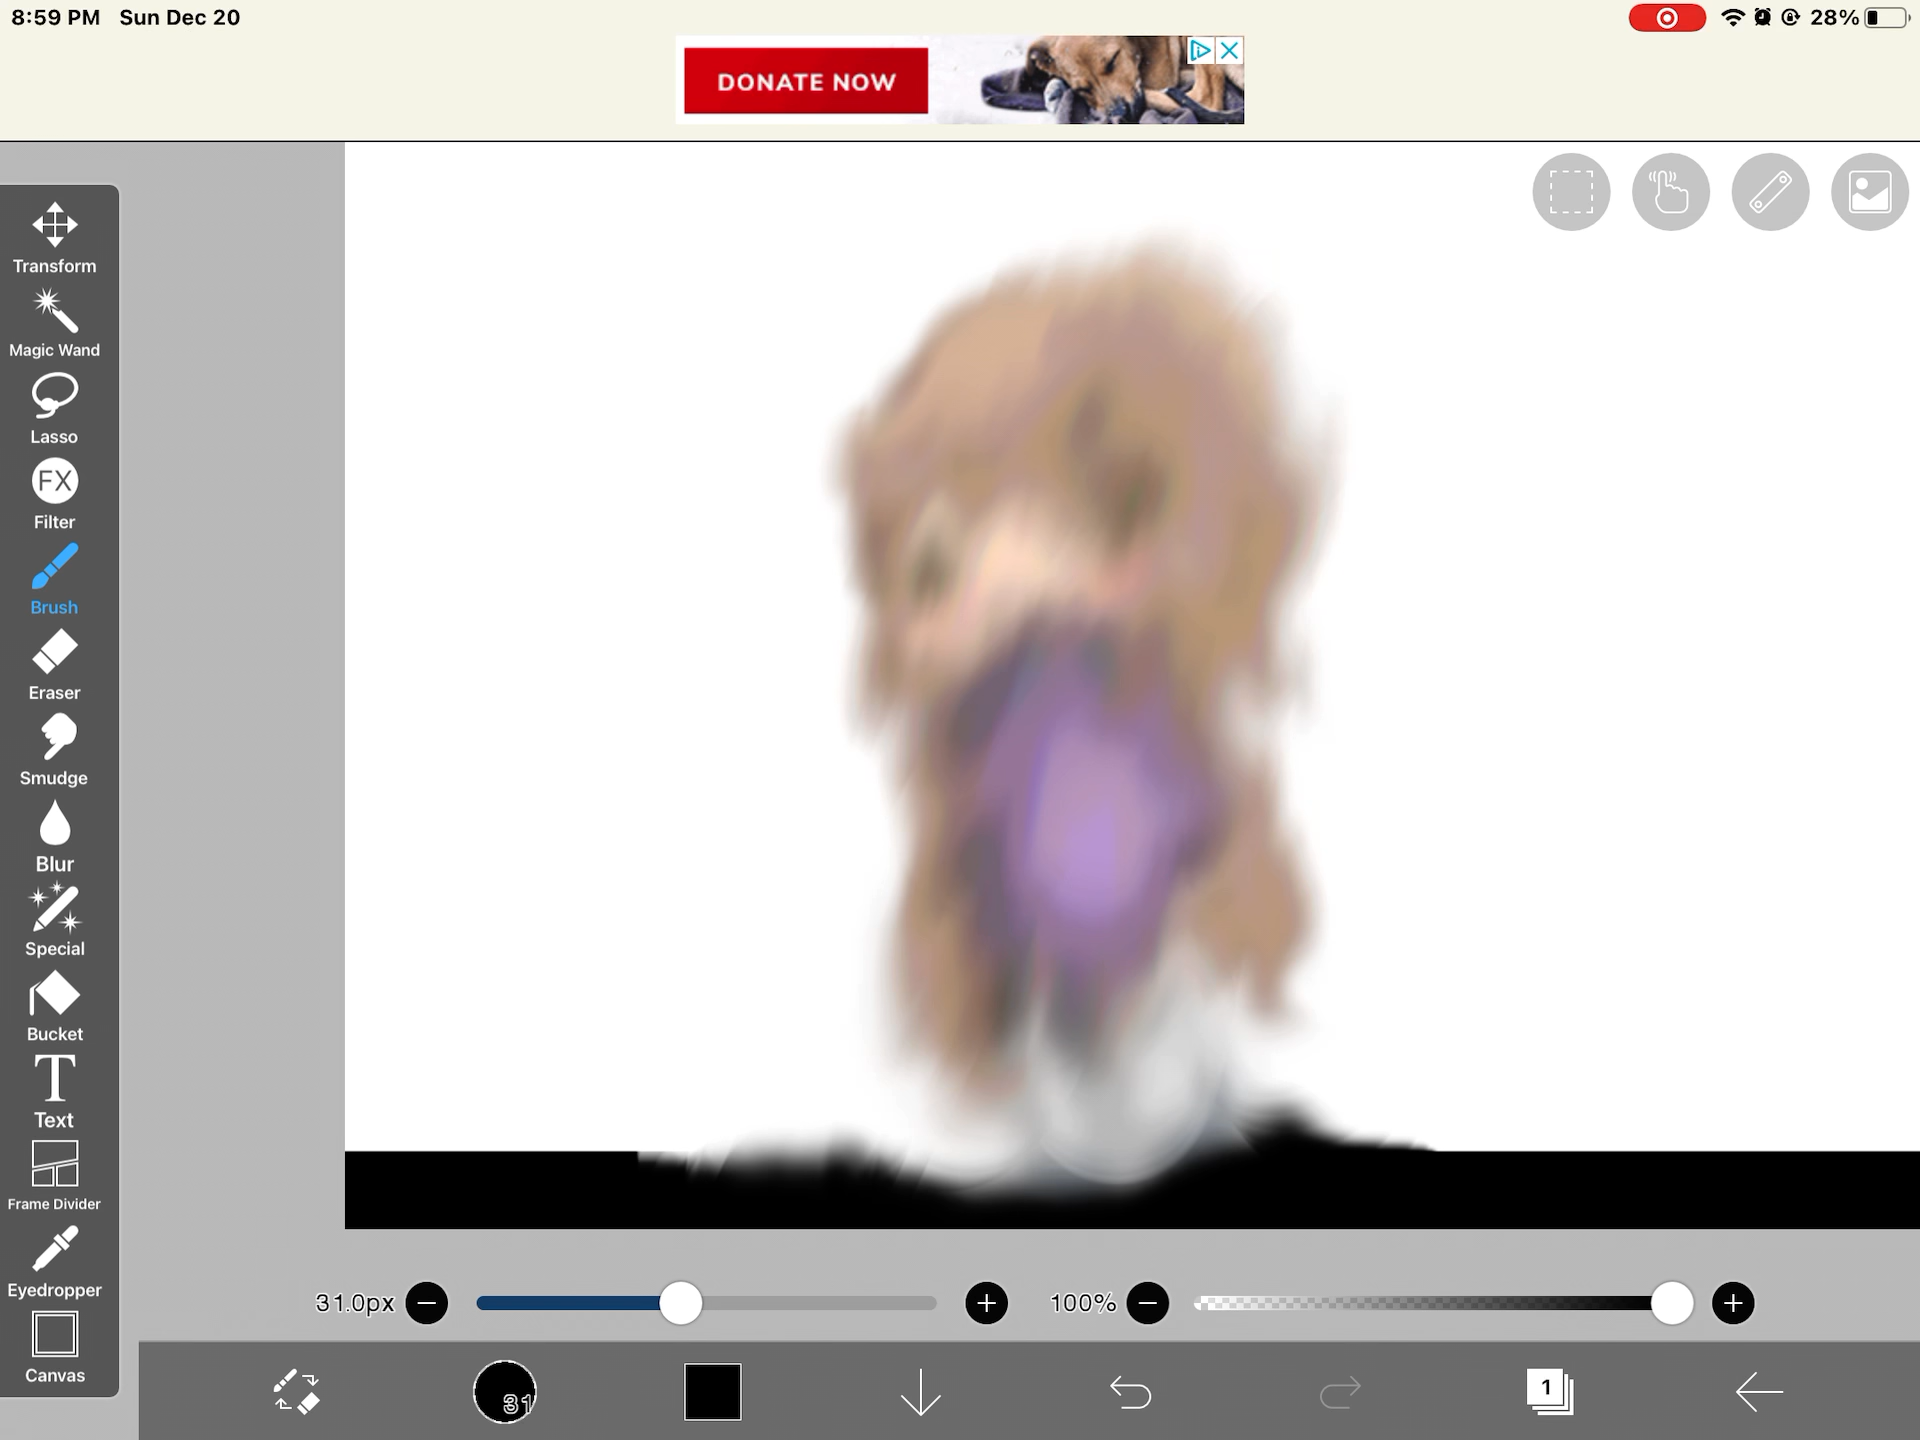 8:59 PM Sun Dec 20
28%
DONATE NOW
Transform
Magic Wand
Lasso
FX
Filter
Brush
Eraser
Smudge
Blur
Special
Bucket
T
Text
Frame Divider
Eyedropper
Canvas
31.0px
100%
31
1